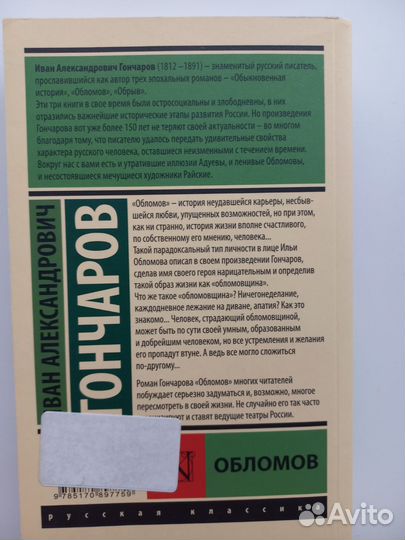 Иван Александрович Гончаров (1812 –1891) – знаменитый русский писатель,
прославившийся как автор трех эпохальных романов – «Обыкновенная
история», «Обломов», «Обрыв».
Эти три книги в свое время были остросоциальны и злободневны, в них
отразились важнейшие исторические этапы развития России. Но произведения
Гончарова вот уже более 150 лет не теряют своей актуальности – во многом
благодаря тому, что писателю удалось передать удивительные свойства
характера русского человека, оставшиеся неизменными с течением времени.
Вокруг нас с вами есть и утратившие иллюзии Адуевы, и ленивые Обломовы,
и несостоявшиеся мечущиеся художники Райские.
ВАН АЛЕКСАНДРОВИЧ
ГОНЧАРОВ
«Обломов» – история неудавшейся карьеры, несбыв-
шейся любви, упущенных возможностей, но при этом,
как ни странно, история жизни вполне счастливого,
по собственному его мнению, человека...
Такой парадоксальный тип личности в лице Ильи
Обломова описал в своем произведении Гончаров,
сделав имя своего героя нарицательным и определив
такой образ жизни как «обломовщина».
Что же такое «обломовщина»? Ничегонеделание,
каждодневное лежание на диване, апатия? Как это
знакомо... Человек, страдающий обломовщиной,
может быть по сути своей умным, образованным
и добрейшим человеком, но все устремления и желания
его пропадут втуне. А ведь все могло сложиться
по-другому...
Роман Гончарова «Обломов» многих читателей
побуждает серьезно задуматься и, возможно, многое
пересмотреть в своей жизни. Не случайно его так часто
и ставят ведущие театры России.
ОБЛОМОВ
9 785170 897759
русская классика
Avito